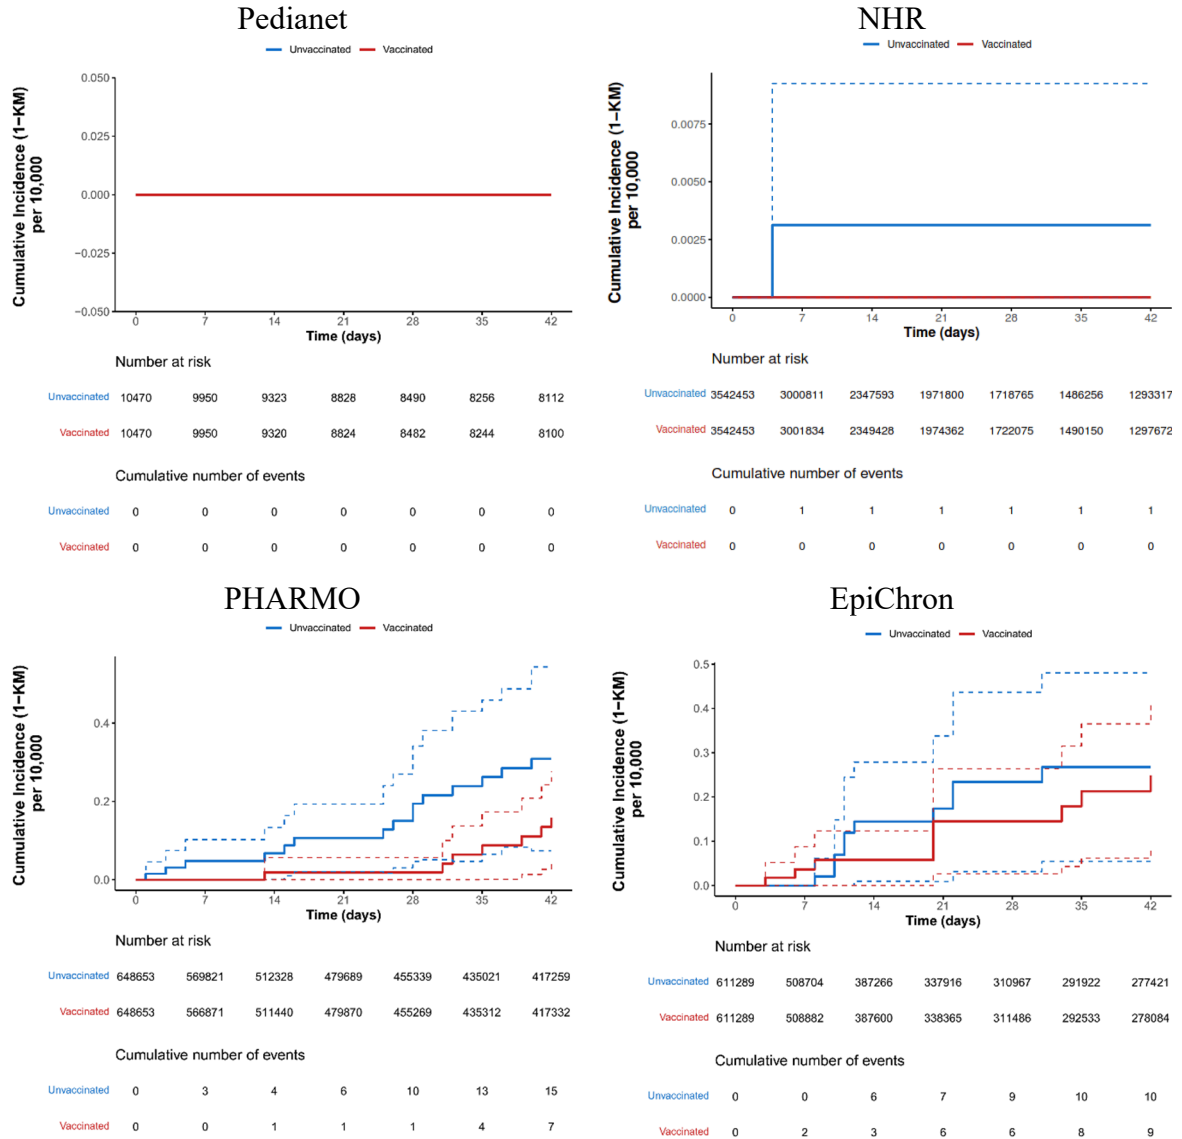 Pedianet
Unvaccinated Vaccinated
Cumulative Incidence (1−KM)
per 10,000
0.050
0.025
0.000
−0.025
−0.050
0 7 14 21 28 35 42
Time (days)
Number at risk
Unvaccinated 10470 9950 9323 8828 8490 8256 8112
Vaccinated 10470 9950 9320 8824 8482 8244 8100
Cumulative number of events
Unvaccinated 0 0 0 0 0 0 0
Vaccinated 0 0 0 0 0 0 0
NHR
Unvaccinated Vaccinated
Cumulative Incidence (1−KM)
per 10,000
0.0075
0.0050
0.0025
0.0000
0 7 14 21 28 35 42
Time (days)
Number at risk
Unvaccinated 3542453 3000811 2347593 1971800 1718765 1486256 1293317
Vaccinated 3542453 3001834 2349428 1974362 1722075 1490150 1297672
Cumulative number of events
Unvaccinated 0 1 1 1 1 1 1
Vaccinated 0 0 0 0 0 0 0
PHARMO
Unvaccinated Vaccinated
Cumulative Incidence (1−KM)
per 10,000
0.4
0.2
0.0
0 7 14 21 28 35 42
Time (days)
Number at risk
Unvaccinated 648653 569821 512328 479689 455339 435021 417259
Vaccinated 648653 566871 511440 479870 455269 435312 417332
Cumulative number of events
Unvaccinated 0 3 4 6 10 13 15
Vaccinated 0 0 1 1 1 4 7
EpiChron
Unvaccinated Vaccinated
Cumulative Incidence (1−KM)
per 10,000
0.5
0.4
0.3
0.2
0.1
0.0
0 7 14 21 28 35 42
Time (days)
Number at risk
Unvaccinated 611289 508704 387266 337916 310967 291922 277421
Vaccinated 611289 508882 387600 338365 311486 292533 278084
Cumulative number of events
Unvaccinated 0 0 6 7 9 10 10
Vaccinated 0 2 3 6 6 8 9